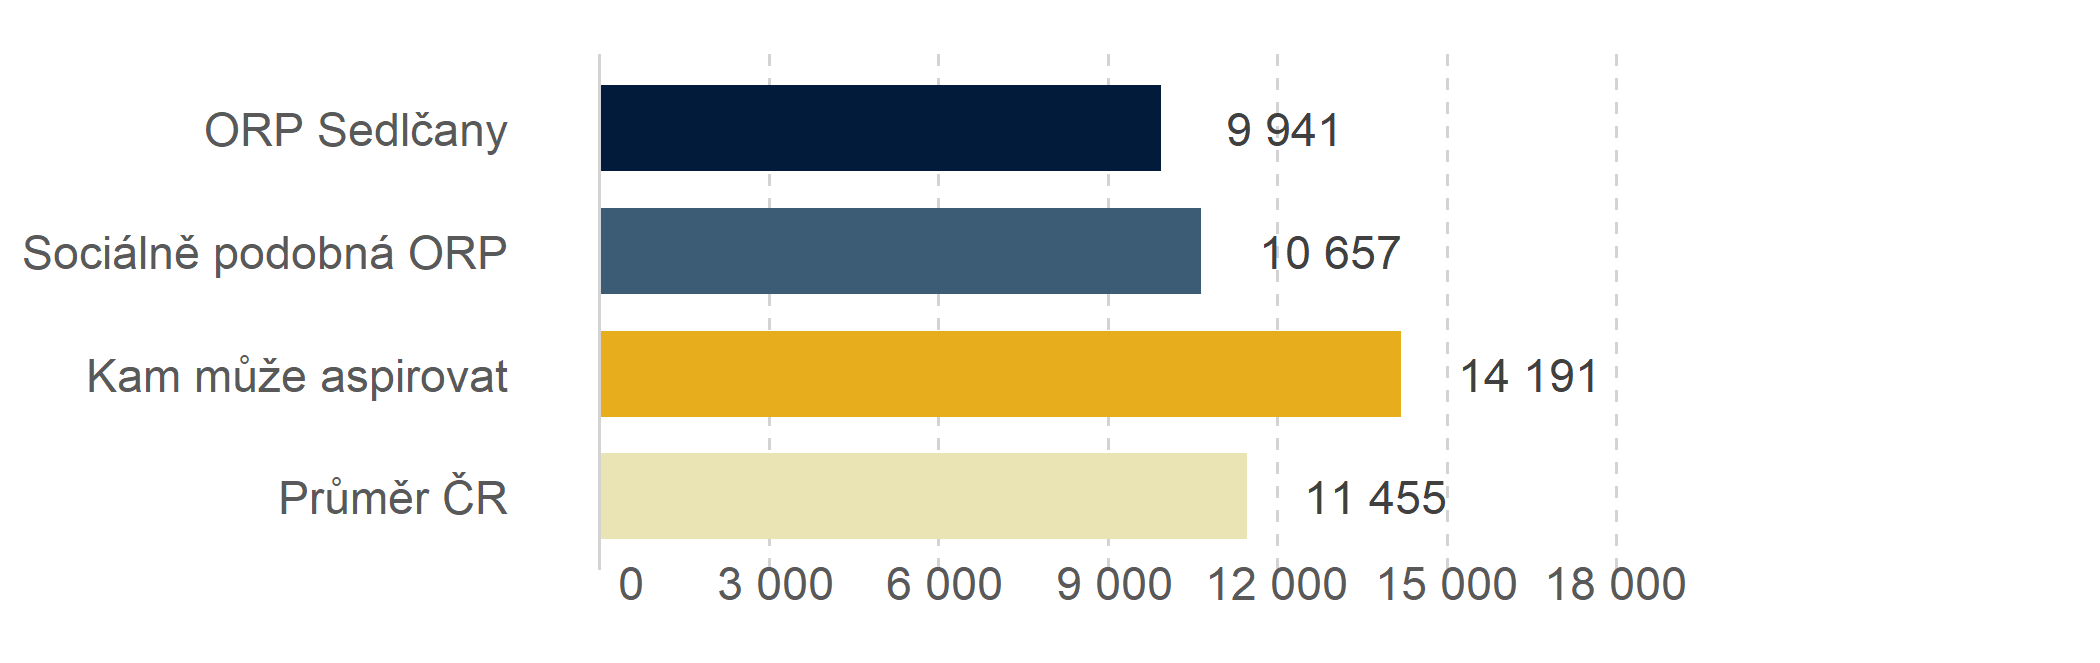 ORP Sedlčany 9 941
Sociálně podobná ORP 10 657
Kam může aspirovat 14 191
Průměr ČR 11 455
0 3 000 6 000 9 000 12 000 15 000 18 000